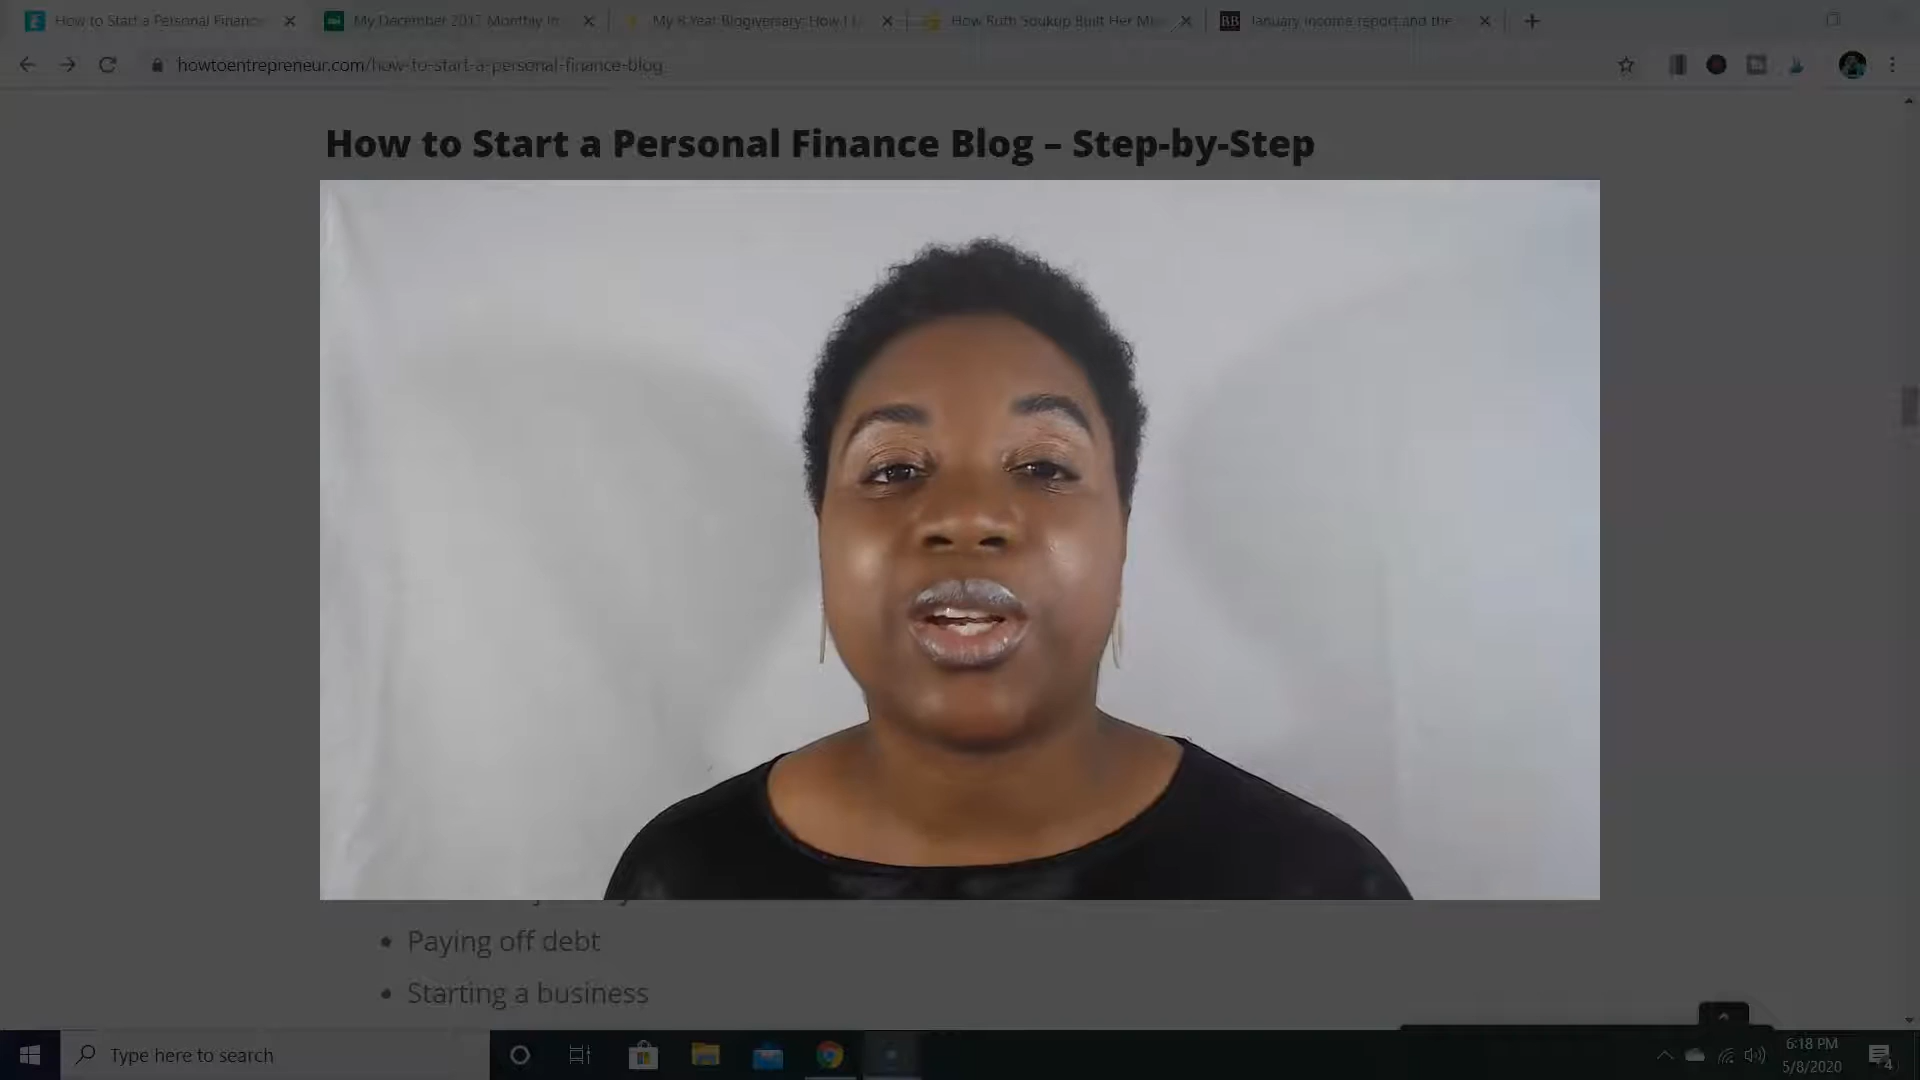 How to Start a Personal Finance
My December 2017 Monthly In
My 8 Year Blogiversary: How I
How Ruth Soukup Built Her
BB January income report and the
howtoentrepreneur.com/how-to-start-a-personal-finance-blog
How to Start a Personal Finance Blog – Step-by-Step
• Paying off debt
• Starting a business
Type here to search
6:18 PM
5/8/2020
4